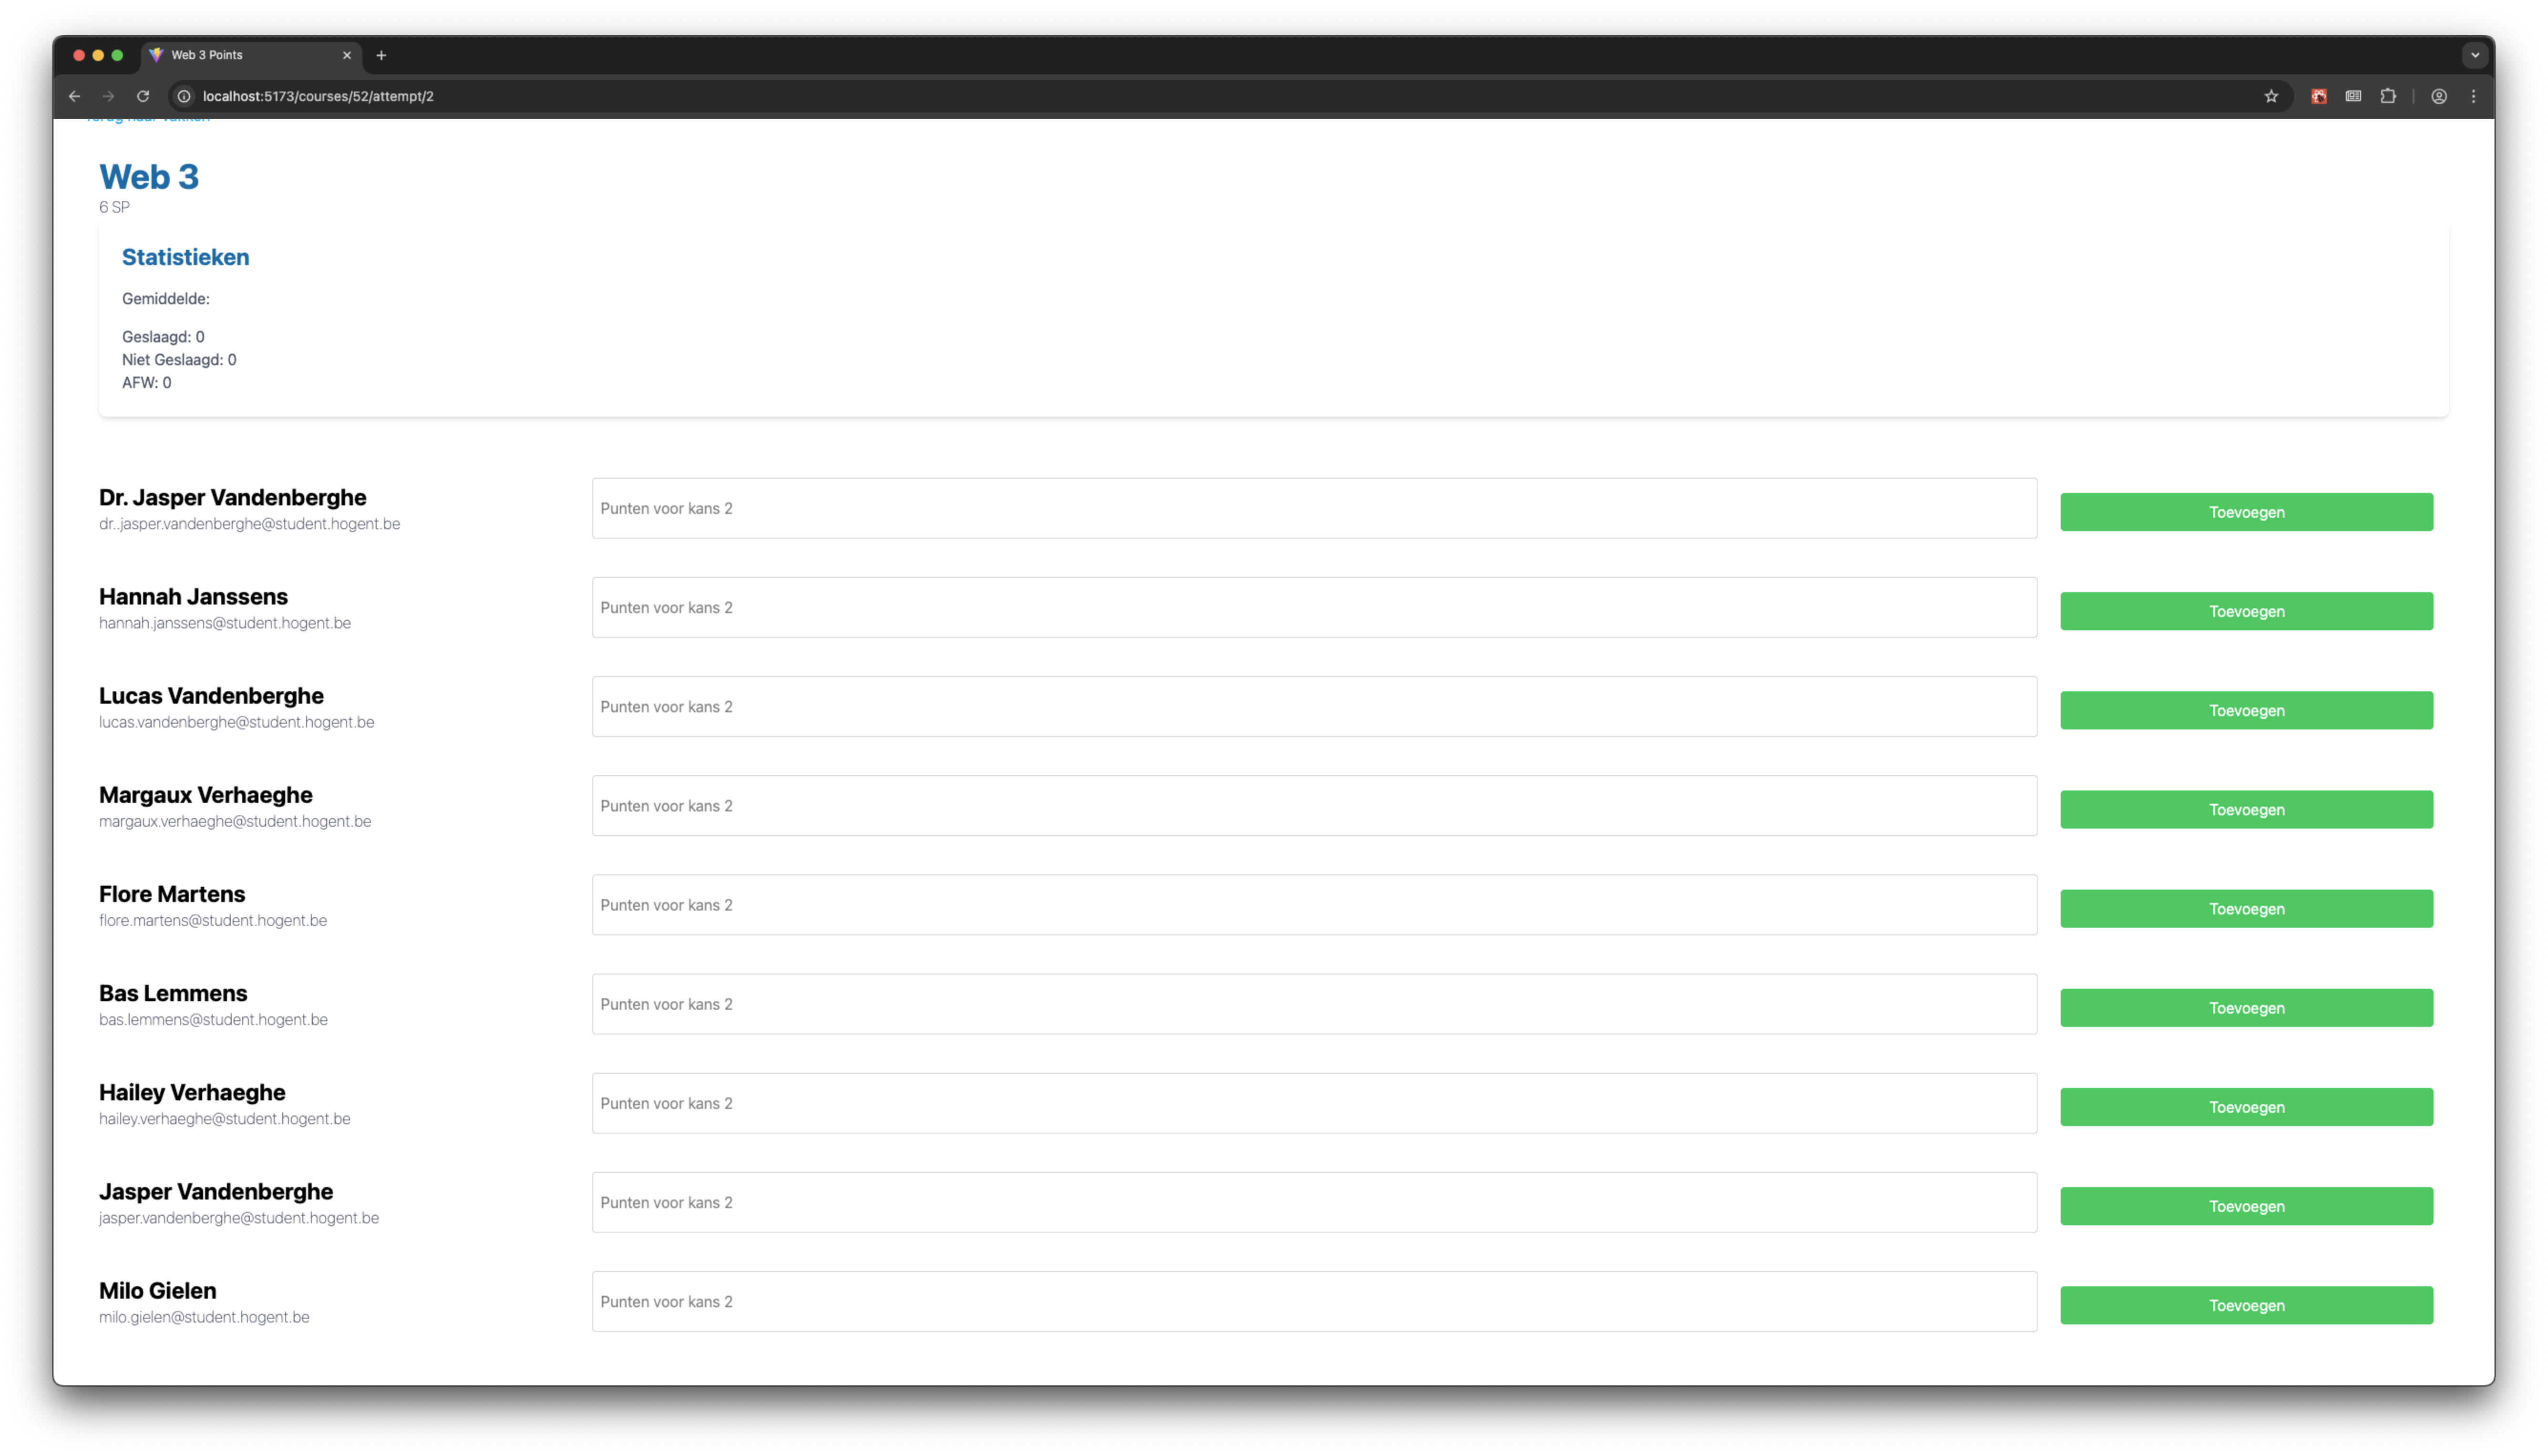 Web 3 Points
localhost:5173/courses/52/attempt/2
Web 3
6 SP
Statistieken
Gemiddelde:
Geslaagd: 0
Niet Geslaagd: 0
AFW: 0
Dr. Jasper Vandenberghe
dr..jasper.vandenberghe@student.hogent.be
Punten voor kans 2
Toevoegen
Hannah Janssens
hannah.janssens@student.hogent.be
Punten voor kans 2
Toevoegen
Lucas Vandenberghe
lucas.vandenberghe@student.hogent.be
Punten voor kans 2
Toevoegen
Margaux Verhaeghe
margaux.verhaeghe@student.hogent.be
Punten voor kans 2
Toevoegen
Flore Martens
flore.martens@student.hogent.be
Punten voor kans 2
Toevoegen
Bas Lemmens
bas.lemmens@student.hogent.be
Punten voor kans 2
Toevoegen
Hailey Verhaeghe
hailey.verhaeghe@student.hogent.be
Punten voor kans 2
Toevoegen
Jasper Vandenberghe
jasper.vandenberghe@student.hogent.be
Punten voor kans 2
Toevoegen
Milo Gielen
milo.gielen@student.hogent.be
Punten voor kans 2
Toevoegen